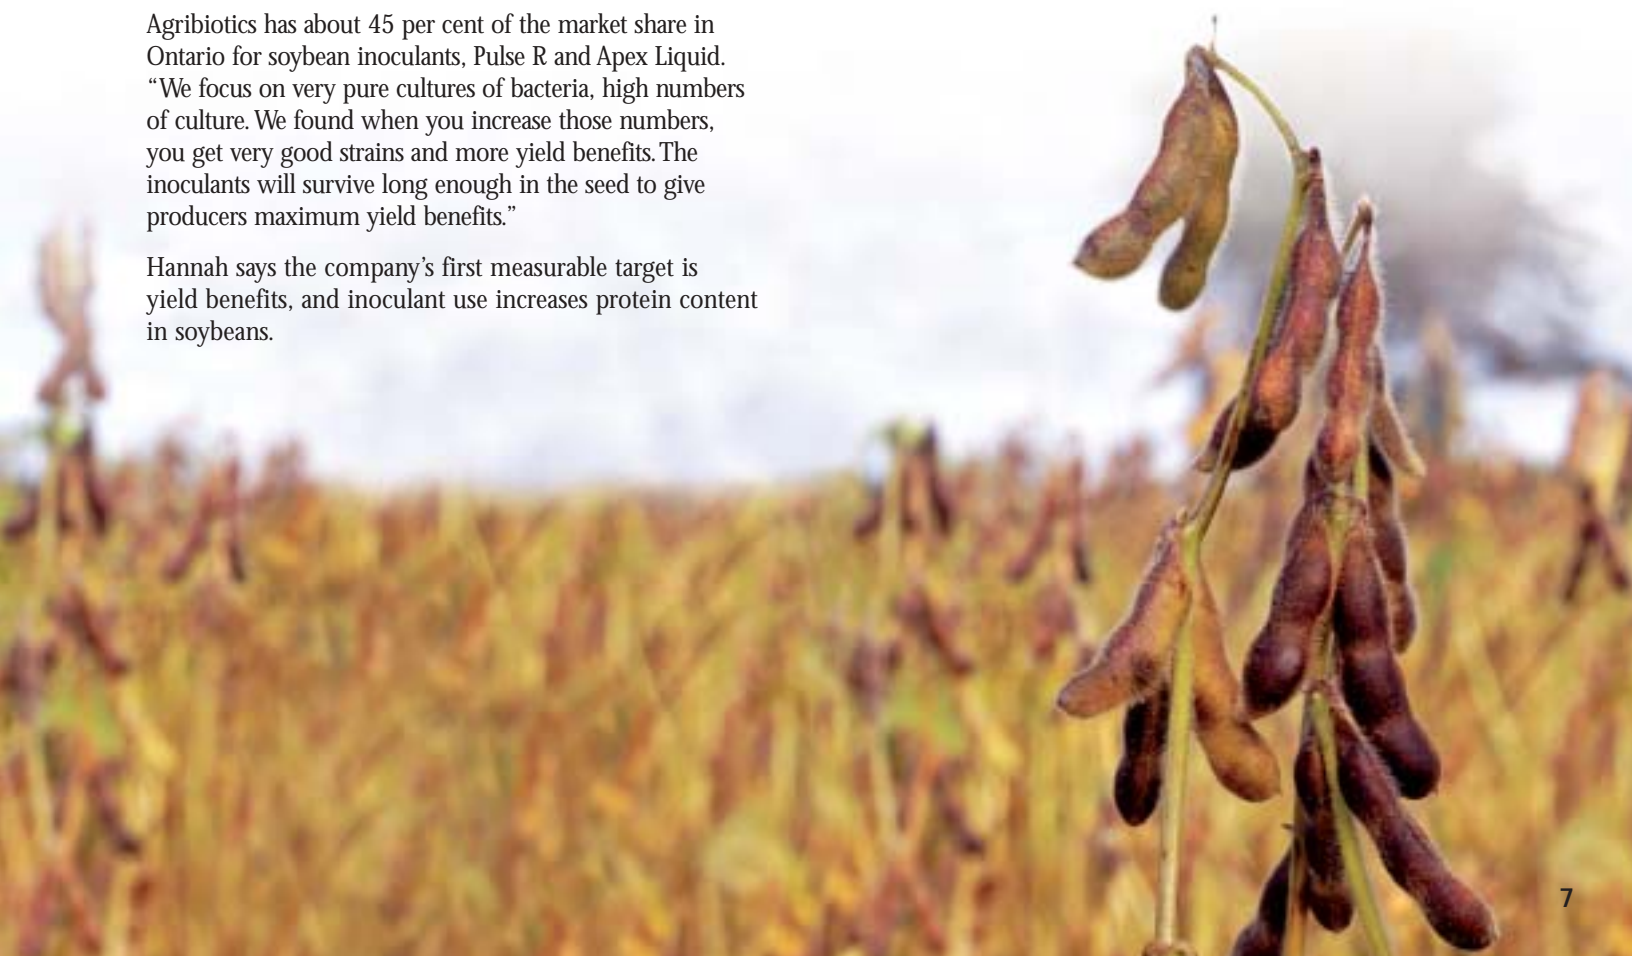 Agribiotics has about 45 per cent of the market share in
Ontario for soybean inoculants, Pulse R and Apex Liquid.
“We focus on very pure cultures of bacteria, high numbers
of culture. We found when you increase those numbers,
you get very good strains and more yield benefits. The
inoculants will survive long enough in the seed to give
producers maximum yield benefits.”
Hannah says the company’s first measurable target is
yield benefits, and inoculant use increases protein content
in soybeans.
7